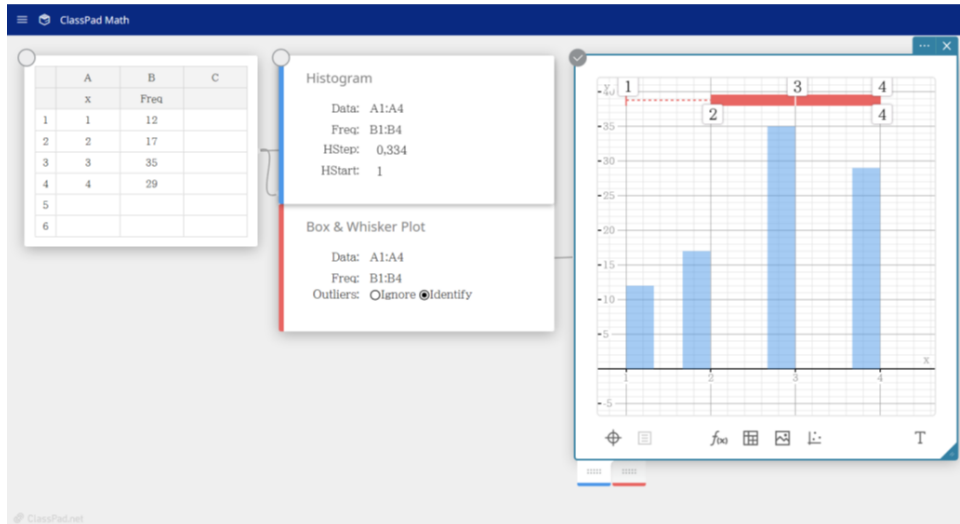 ClassPad Math
A B C
x Freq
1 1 12
2 2 17
3 3 35
4 4 29
5
6
Histogram
Data: A1:A4
Freq: B1:B4
HStep: 0,334
HStart: 1
Box & Whisker Plot
Data: A1:A4
Freq: B1:B4
Outliers: Ignore Identify
y
40
1 3 4
2 4
35
30
25
20
15
10
5
x
1 2 3 4
-5
f(x) T
ClassPad.net